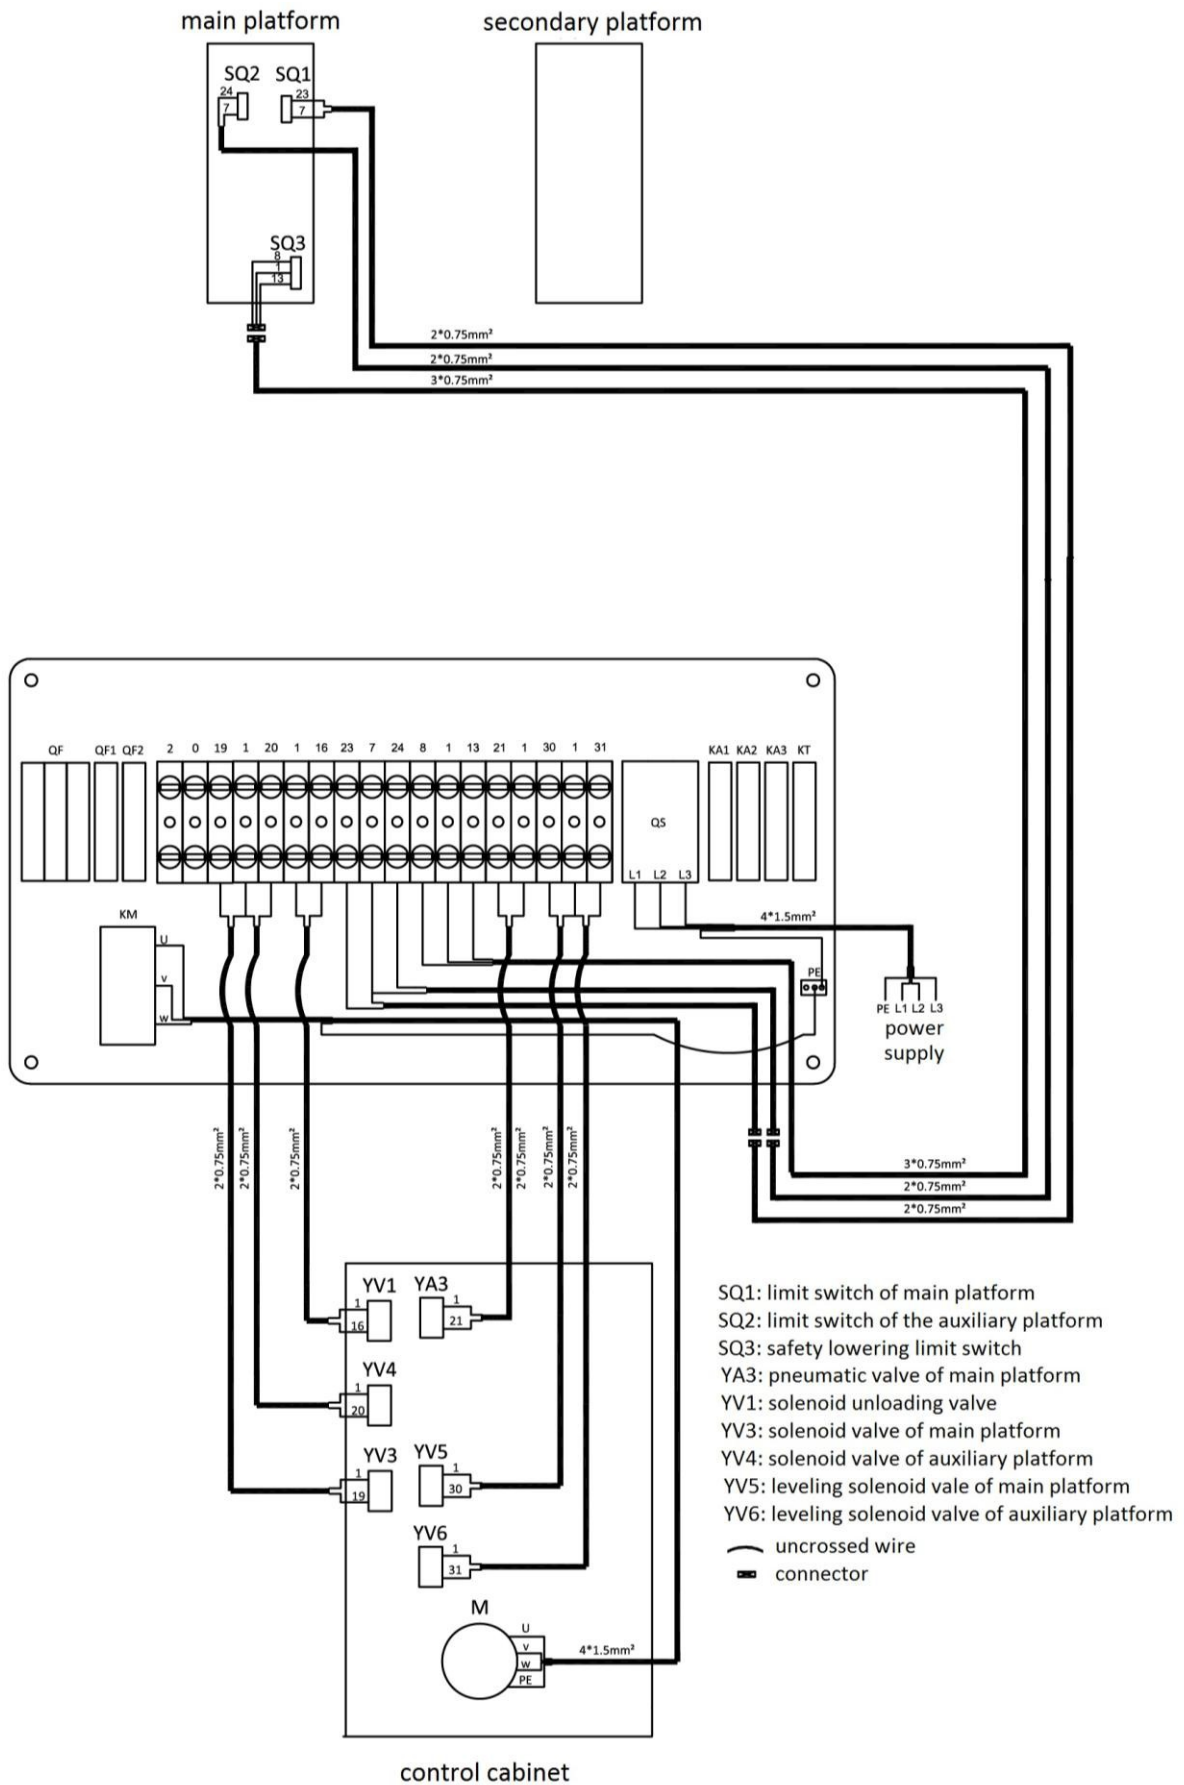 main platform
secondary platform
SQ2
SQ1
24
7
23
7
SQ3
8
1
13
2*0.75mm²
2*0.75mm²
3*0.75mm²
QF
QF1
QF2
2
0
19
1
20
1
16
23
7
24
8
1
13
21
1
30
1
31
KA1
KA2
KA3
KT
QS
L1
L2
L3
KM
U
V
W
4*1.5mm²
PE
PE
L1
L2
L3
power
supply
2*0.75mm²
2*0.75mm²
2*0.75mm²
2*0.75mm²
2*0.75mm²
2*0.75mm²
2*0.75mm²
3*0.75mm²
2*0.75mm²
2*0.75mm²
YV1
1
16
YA3
1
21
YV4
1
20
YV3
1
19
YV5
1
30
YV6
1
31
M
U
V
W
PE
4*1.5mm²
control cabinet
SQ1: limit switch of main platform
SQ2: limit switch of the auxiliary platform
SQ3: safety lowering limit switch
YA3: pneumatic valve of main platform
YV1: solenoid unloading valve
YV3: solenoid valve of main platform
YV4: solenoid valve of auxiliary platform
YV5: leveling solenoid vale of main platform
YV6: leveling solenoid valve of auxiliary platform
uncrossed wire
connector